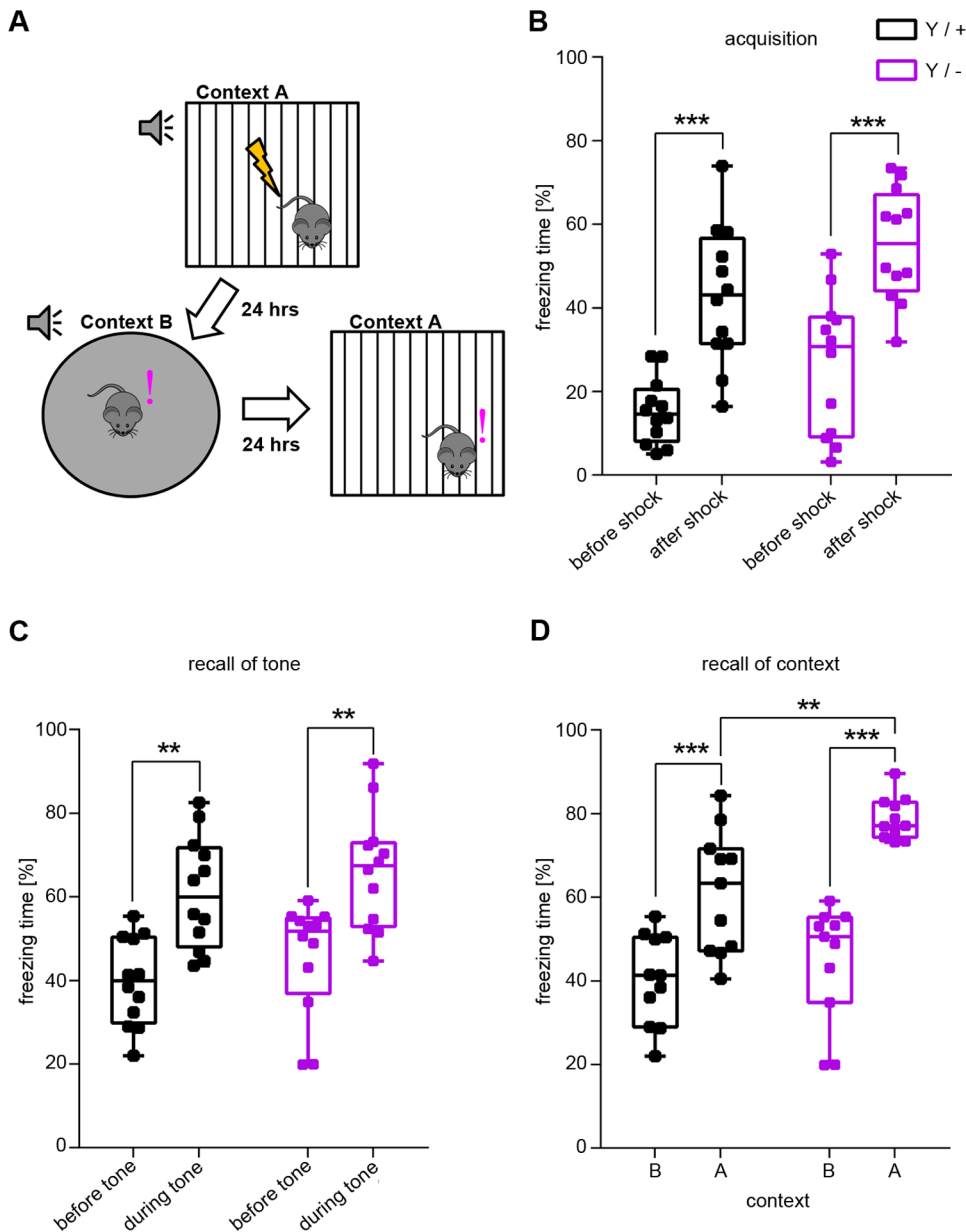 A
Context A
24 hrs
Context B
Context A
24 hrs
!
!
B
acquisition
Y / +
Y / -
freezing time [%]
100
80
60
40
20
0
***
***
before shock
after shock
before shock
after shock
C
recall of tone
freezing time [%]
100
80
60
40
20
0
**
**
before tone
during tone
before tone
during tone
D
recall of context
freezing time [%]
100
80
60
40
20
0
**
***
***
B
A
B
A
context